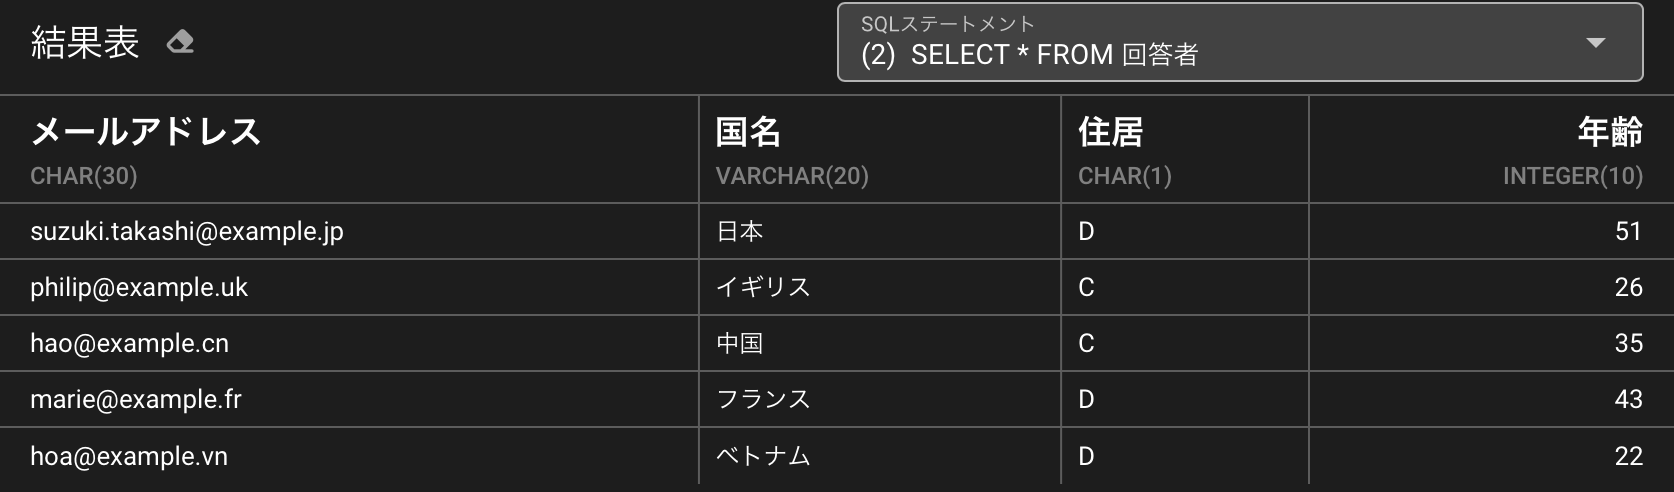 結果表
SQLステートメント
(2) SELECT * FROM 回答者
メールアドレス 国名 住居 年齢
CHAR(30) VARCHAR(20) CHAR(1) INTEGER(10)
suzuki.takashi@example.jp 日本 D 51
philip@example.uk イギリス C 26
hao@example.cn 中国 C 35
marie@example.fr フランス D 43
hoa@example.vn ベトナム D 22